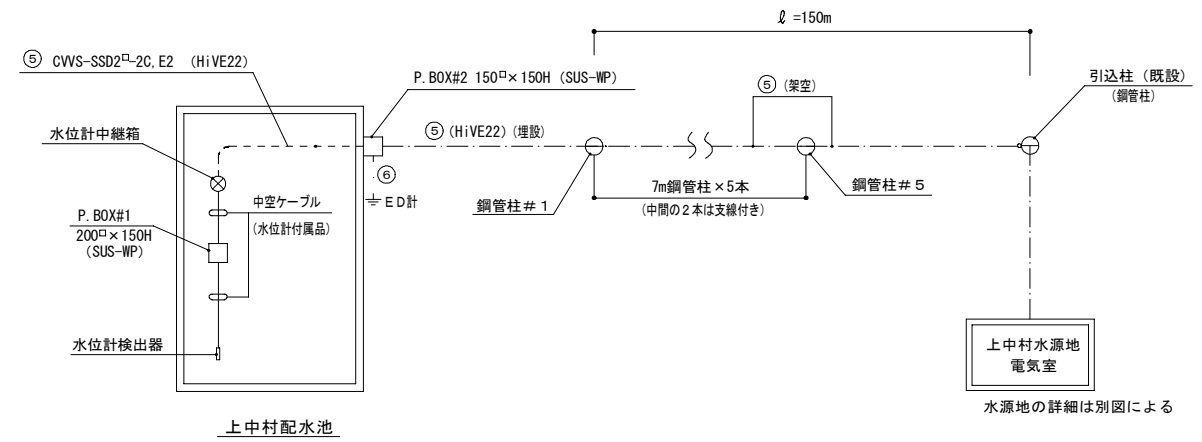 ℓ =150m
⑤ CVVS-SSD2□-2C, E2 (HiVE22)
P. BOX#2 150□×150H (SUS-WP)
⑤ (架空)
引込柱 (既設)
(鋼管柱)
水位計中継箱
⑤ (HiVE22) (埋設)
⑥
ED計
中空ケーブル
(水位計付属品)
鋼管柱#1
7m鋼管柱×5本
(中間の2本は支線付き)
鋼管柱#5
P. BOX#1
200□×150H
(SUS-WP)
水位計検出器
上中村水源地
電気室
水源地の詳細は別図による
上中村配水池